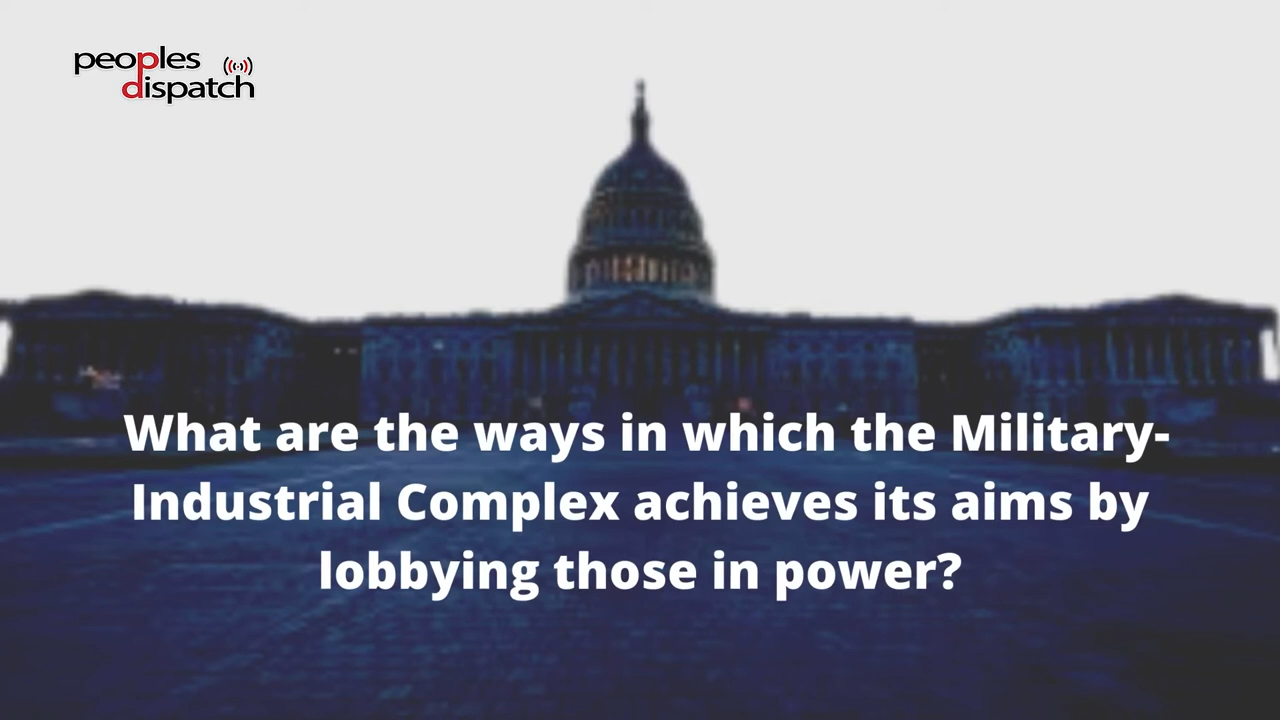 peoples
dispatch
What are the ways in which the Military-
Industrial Complex achieves its aims by
lobbying those in power?